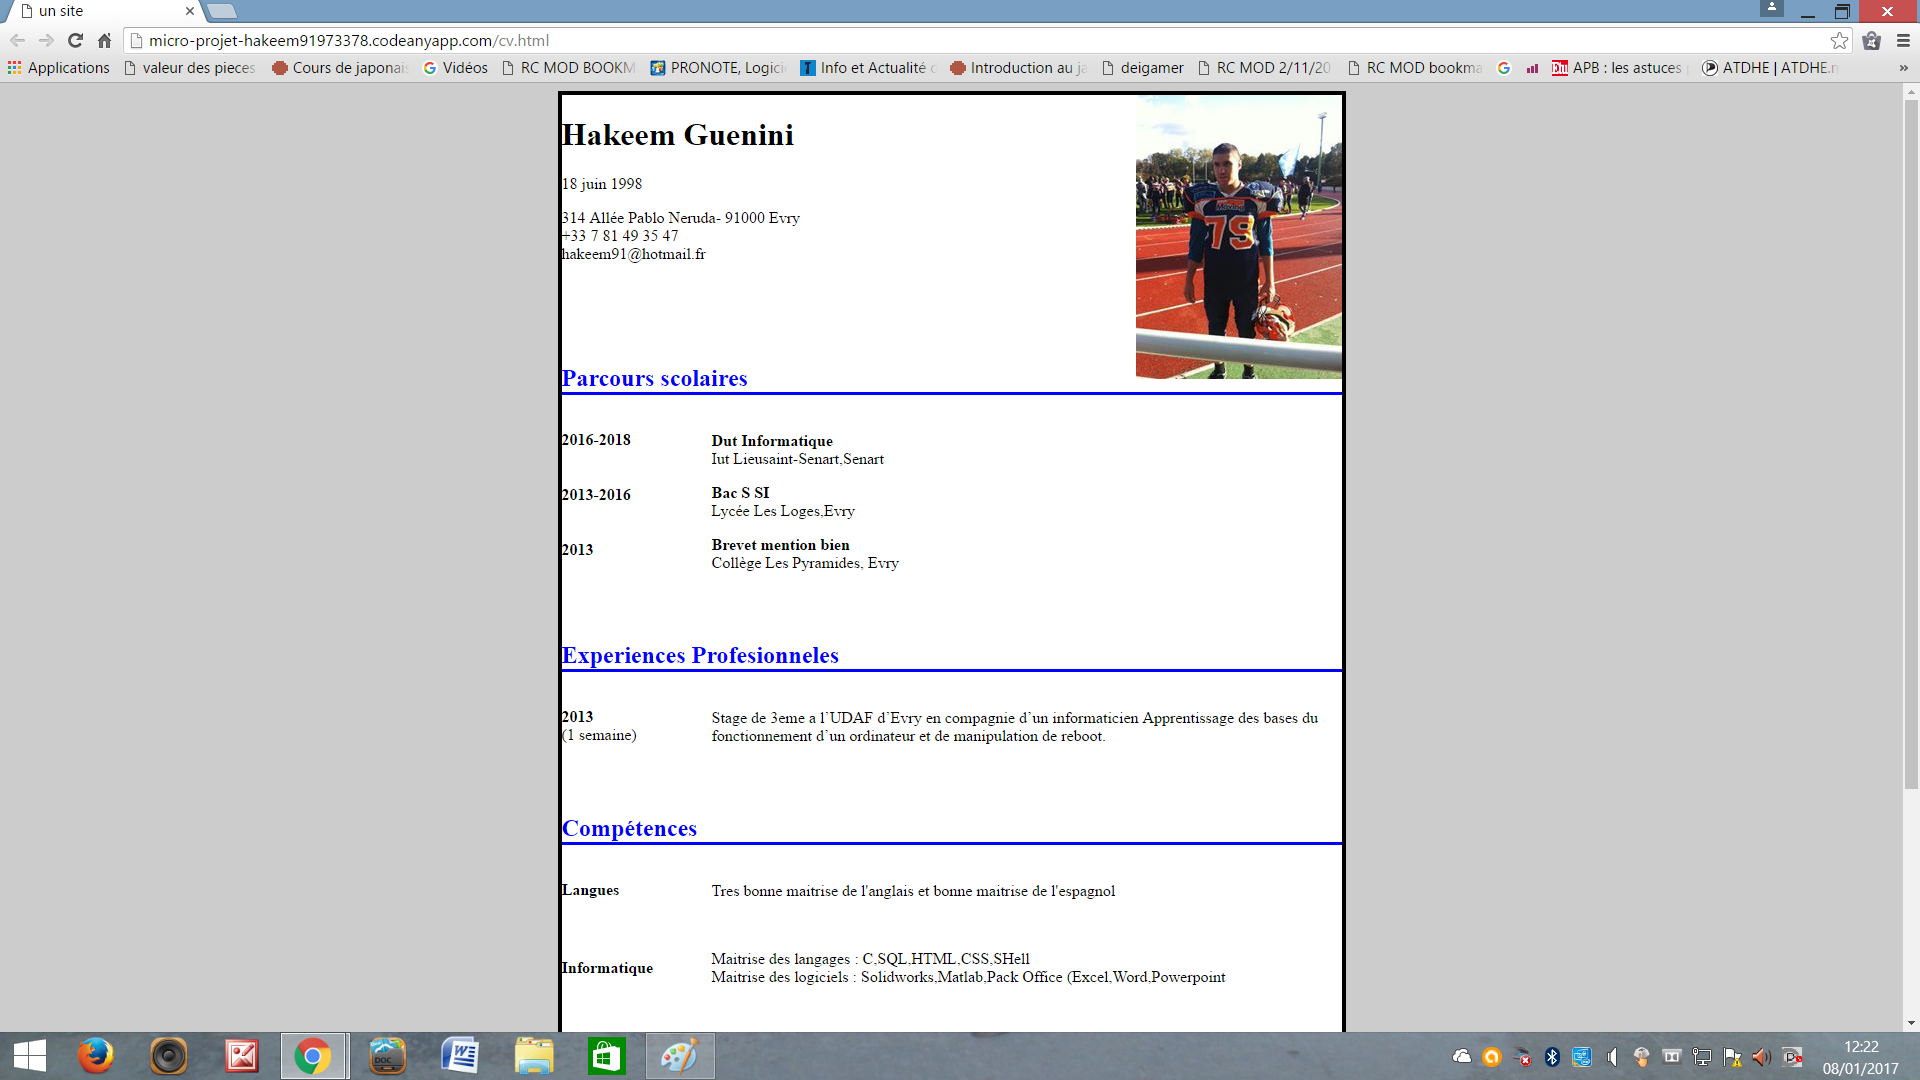 un site
micro-projet-hakeem91973378.codeanyapp.com/cv.html
Applications valeur des pieces Cours de japonais Vidéos RC MOD BOOKM PRONOTE, Logici Info et Actualité d Introduction au ja deigamer RC MOD 2/11/20 RC MOD bookma APB : les astuces ATDHE | ATDHE.n »
Hakeem Guenini
18 juin 1998
314 Allée Pablo Neruda- 91000 Evry
+33 7 81 49 35 47
hakeem91@hotmail.fr
79
Parcours scolaires
2016-2018 Dut Informatique
Iut Lieusaint-Senart,Senart
2013-2016 Bac S SI
Lycée Les Loges,Evry
2013 Brevet mention bien
Collège Les Pyramides, Evry
Experiences Profesionneles
2013 Stage de 3eme a l’UDAF d’Evry en compagnie d’un informaticien Apprentissage des bases du
(1 semaine) fonctionnement d’un ordinateur et de manipulation de reboot.
Compétences
Langues Tres bonne maitrise de l'anglais et bonne maitrise de l'espagnol
Informatique Maitrise des langages : C,SQL,HTML,CSS,SHell
Maitrise des logiciels : Solidworks,Matlab,Pack Office (Excel,Word,Powerpoint
12:22
08/01/2017